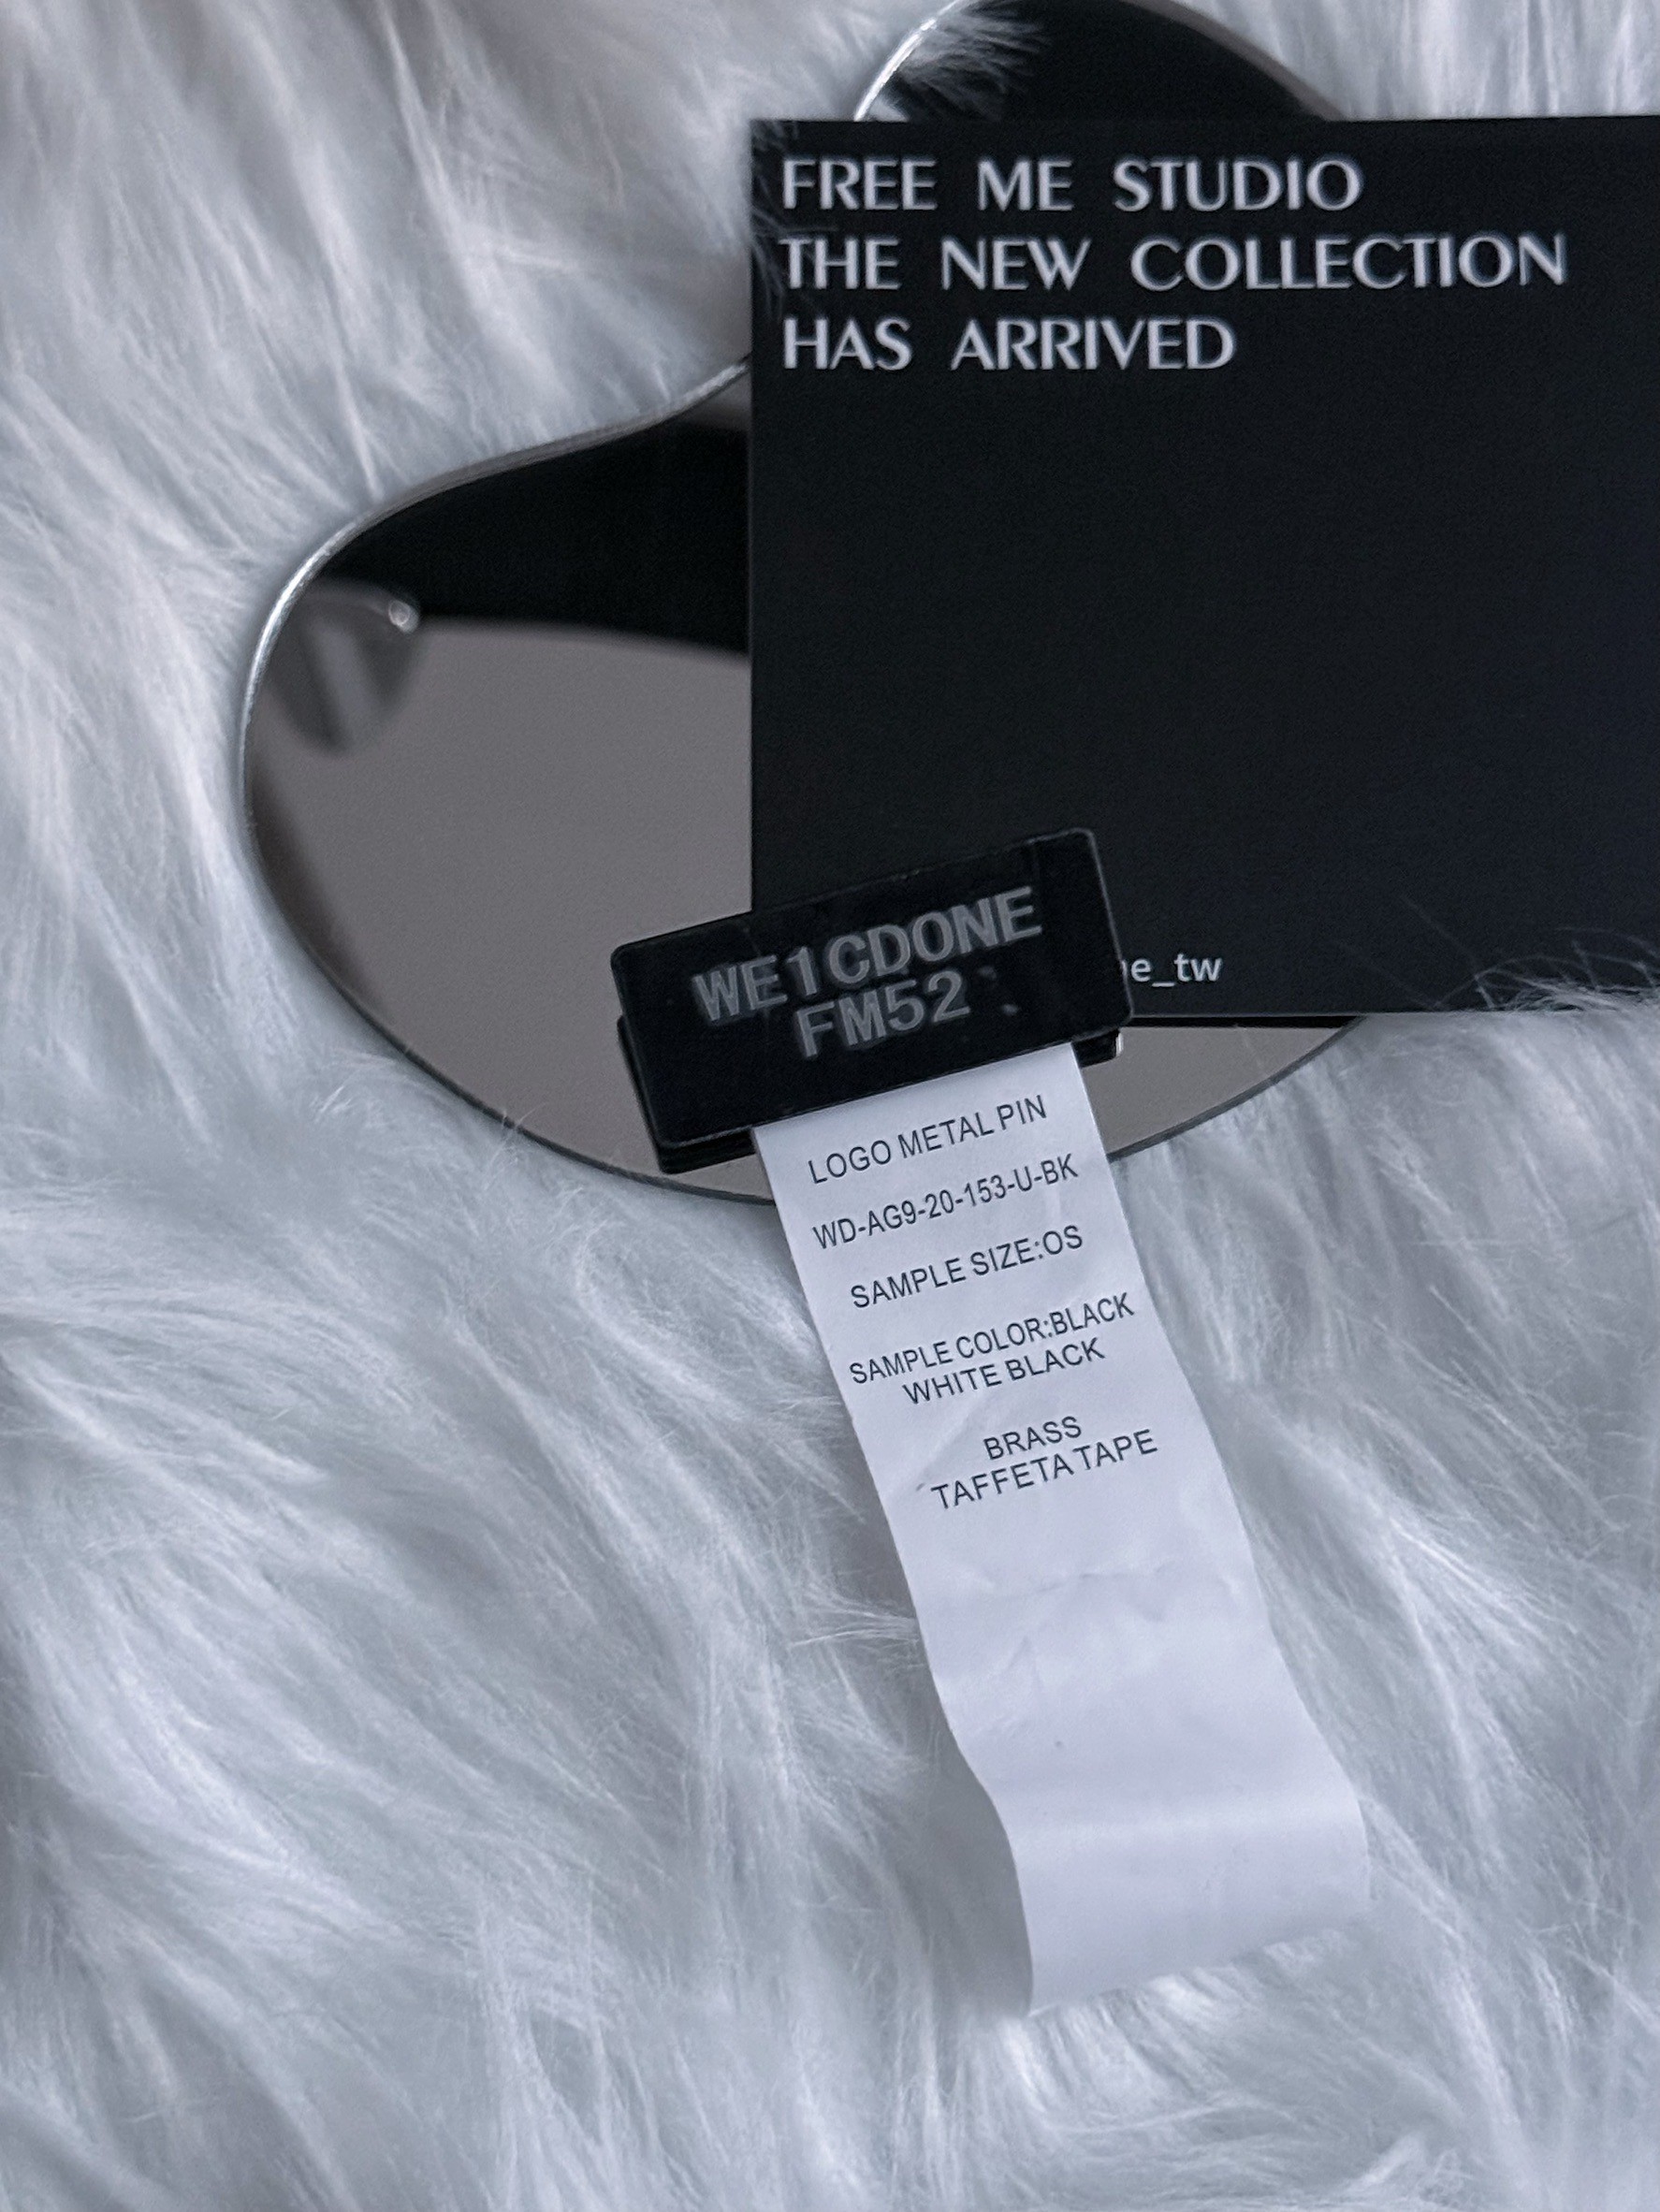 FREE ME STUDIO
THE NEW COLLECTION
HAS ARRIVED
e_tw
WE1CDONE
FM52
LOGO METAL PIN
WD-AG9-20-153-U-BK
SAMPLE SIZE:OS
SAMPLE COLOR:BLACK
WHITE BLACK
BRASS
TAFFETA TAPE